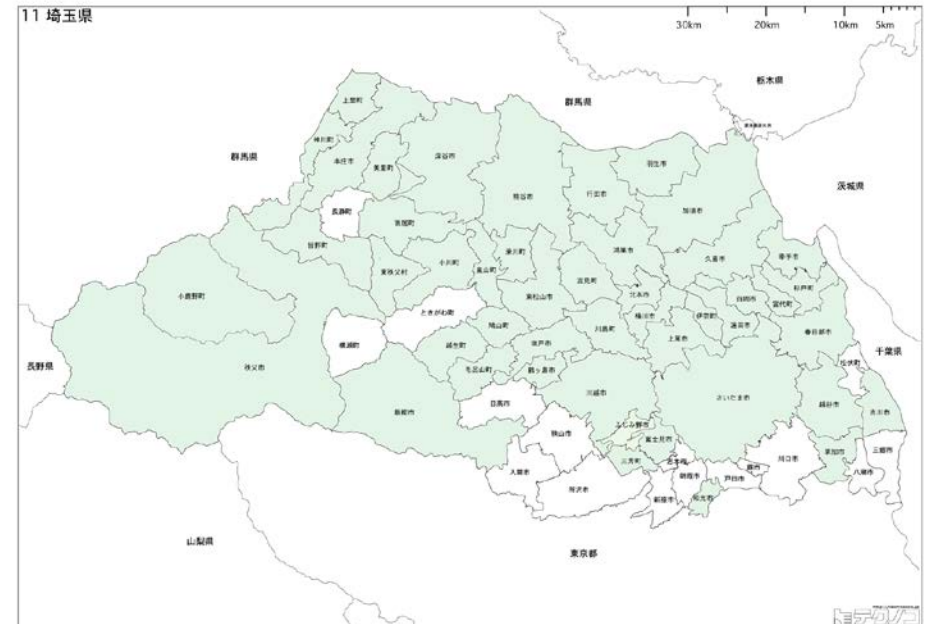 11 埼玉県
30km 20km 10km 5km
栃木県
群馬県
上里町
群馬県
神川町
本庄市
美里町
深谷市
羽生市
茨城県
長瀞町
熊谷市
行田市
加須市
寄居町
皆野町
東秩父村
小川町
嵐山町
滑川町
鴻巣市
久喜市
幸手市
小鹿野町
吉見町
北本市
白岡市
宮代町
杉戸町
東松山市
ときがわ町
鳩山町
川島町
桶川市
伊奈町
蓮田市
春日部市
横瀬町
越生町
坂戸市
上尾市
千葉県
長野県
秩父市
毛呂山町
鶴ヶ島市
松伏町
飯能市
日高市
川越市
さいたま市
越谷市
吉川市
狭山市
ふじみ野市
富士見市
三芳町
志木市
入間市
所沢市
朝霞市
新座市
和光市
戸田市
蕨市
川口市
草加市
八潮市
三郷市
山梨県
東京都
テクノコ